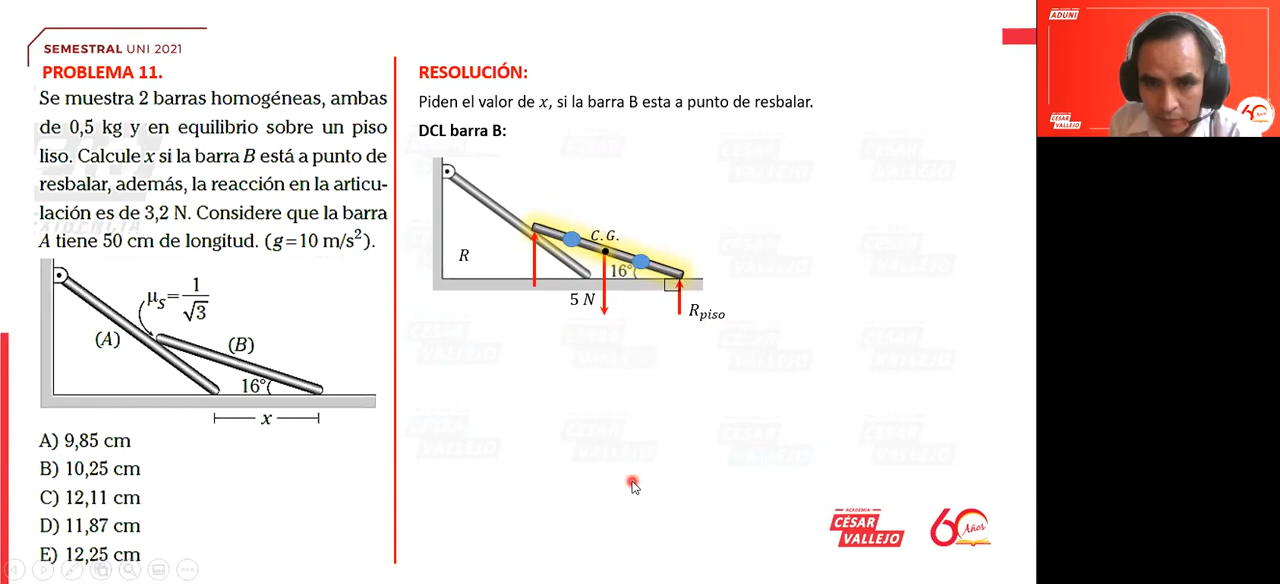 SEMESTRAL UNI 2021
PROBLEMA 11.
Se muestra 2 barras homogéneas, ambas
de 0,5 kg y en equilibrio sobre un piso
liso. Calcule x si la barra B está a punto de
resbalar, además, la reacción en la articu-
lación es de 3,2 N. Considere que la barra
A tiene 50 cm de longitud. (g=10 m/s²).
μS=1/√3
(A)
(B)
16°
x
A) 9,85 cm
B) 10,25 cm
C) 12,11 cm
D) 11,87 cm
E) 12,25 cm
RESOLUCIÓN:
Piden el valor de x, si la barra B esta a punto de resbalar.
DCL barra B:
C.G.
R
16°
5 N
Rpiso
ACADEMIA
CÉSAR
VALLEJO
60
Años
ADUNI
CÉSAR
VALLEJO
60